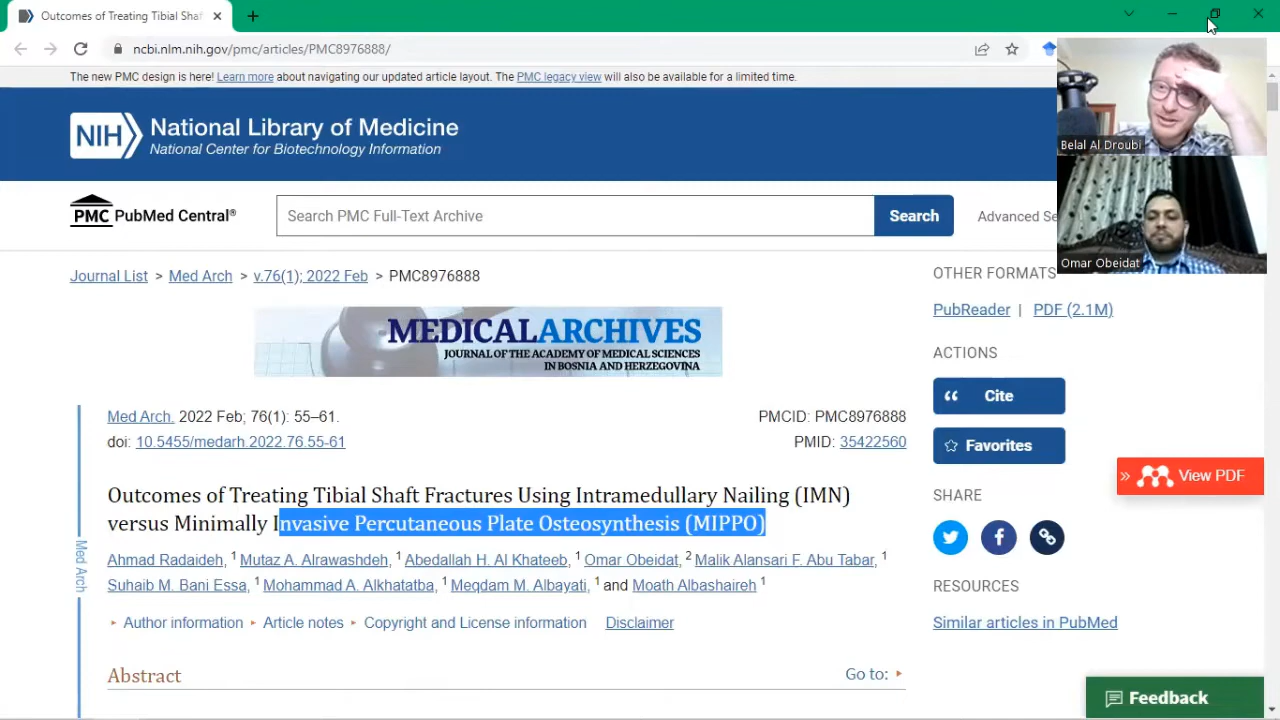 Outcomes of Treating Tibial Shaf
ncbi.nlm.nih.gov/pmc/articles/PMC8976888/
The new PMC design is here! Learn more about navigating our updated article layout. The PMC legacy view will also be available for a limited time.
NIH National Library of Medicine
National Center for Biotechnology Information
PMC PubMed Central®
Search PMC Full-Text Archive
Search
Advanced Se
Belal Al Droubi
Omar Obeidat
Journal List > Med Arch > v.76(1); 2022 Feb > PMC8976888
MEDICALARCHIVES
JOURNAL OF THE ACADEMY OF MEDICAL SCIENCES
IN BOSNIA AND HERZEGOVINA
Med Arch. 2022 Feb; 76(1): 55–61.
PMCID: PMC8976888
doi: 10.5455/medarh.2022.76.55-61
PMID: 35422560
Outcomes of Treating Tibial Shaft Fractures Using Intramedullary Nailing (IMN)
versus Minimally Invasive Percutaneous Plate Osteosynthesis (MIPPO)
Ahmad Radaideh, 1 Mutaz A. Alrawashdeh, 1 Abedallah H. Al Khateeb, 1 Omar Obeidat, 2 Malik Alansari F. Abu Tabar, 1
Suhaib M. Bani Essa, 1 Mohammad A. Alkhatatba, 1 Meqdam M. Albayati, 1 and Moath Albashaireh 1
Author information Article notes Copyright and License information Disclaimer
Abstract
Go to:
Med Arch
OTHER FORMATS
PubReader | PDF (2.1M)
ACTIONS
Cite
Favorites
View PDF
SHARE
RESOURCES
Similar articles in PubMed
Feedback